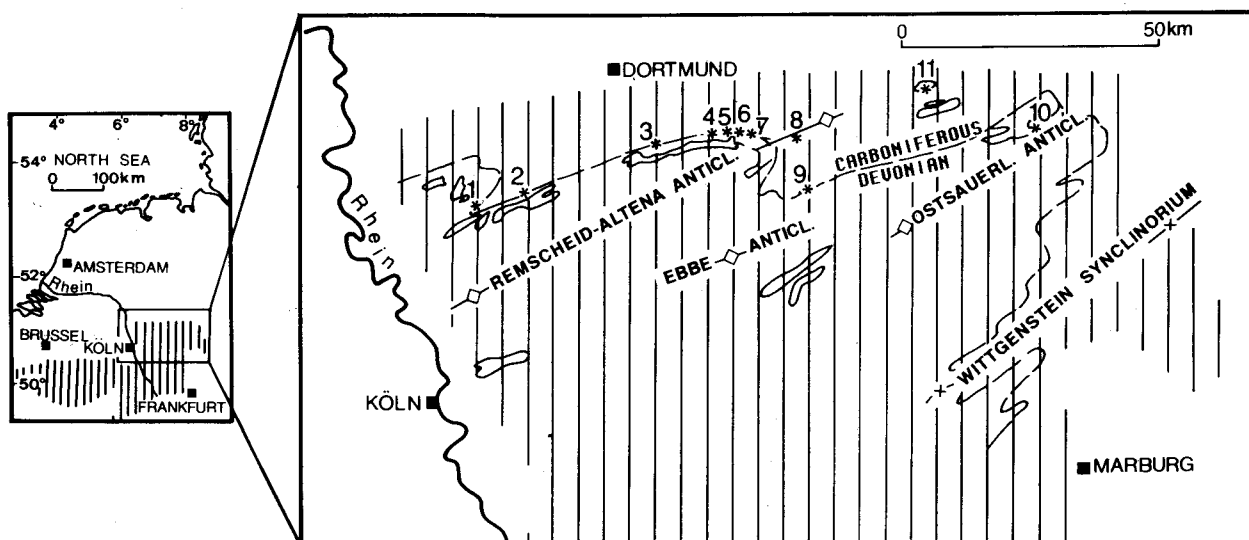 4° 6° 8°
54°
NORTH SEA
0 100km
AMSTERDAM
52°
Rhein
BRUSSEL
KÖLN
50°
FRANKFURT
0 50km
DORTMUND
11
10
3
4 5 6 7 8
CARBONIFEROUS
DEVONIAN
9
1
2
Rhein
REMSCHEID-ALTENA ANTICL.
EBBE ANTICL.
OSTSAUERL. ANTICL.
WITTGENSTEIN SYNCLINORIUM
KÖLN
MARBURG